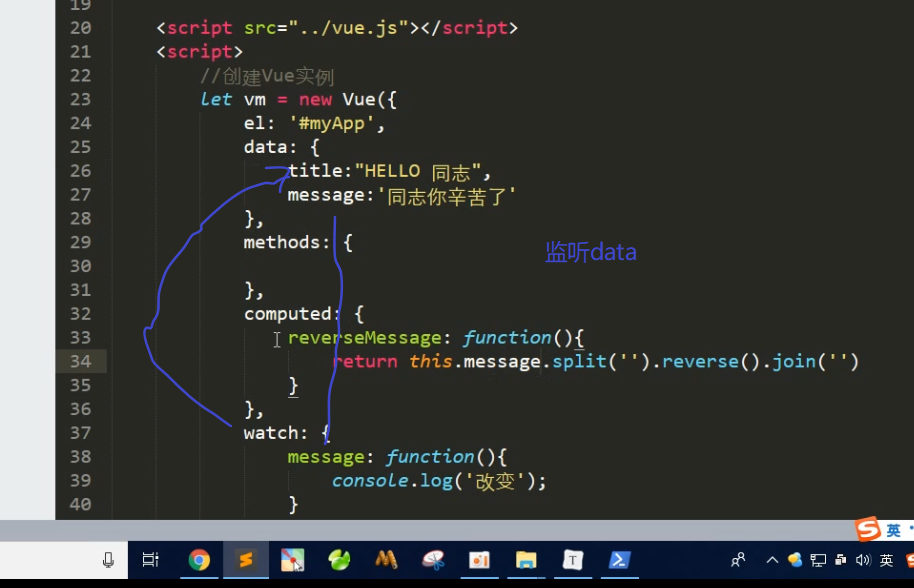 19
20 <script src="../vue.js"></script>
21 <script>
22 //创建Vue实例
23 let vm = new Vue({
24 el: '#myApp',
25 data: {
26 title:"HELLO 同志",
27 message:'同志你辛苦了'
28 },
29 methods: {
监听data
30
31 },
32 computed: {
33 reverseMessage: function(){
34 return this.message.split('').reverse().join('')
35 }
36 },
37 watch: {
38 message: function(){
39 console.log('改变');
40 }
S 英
T 英